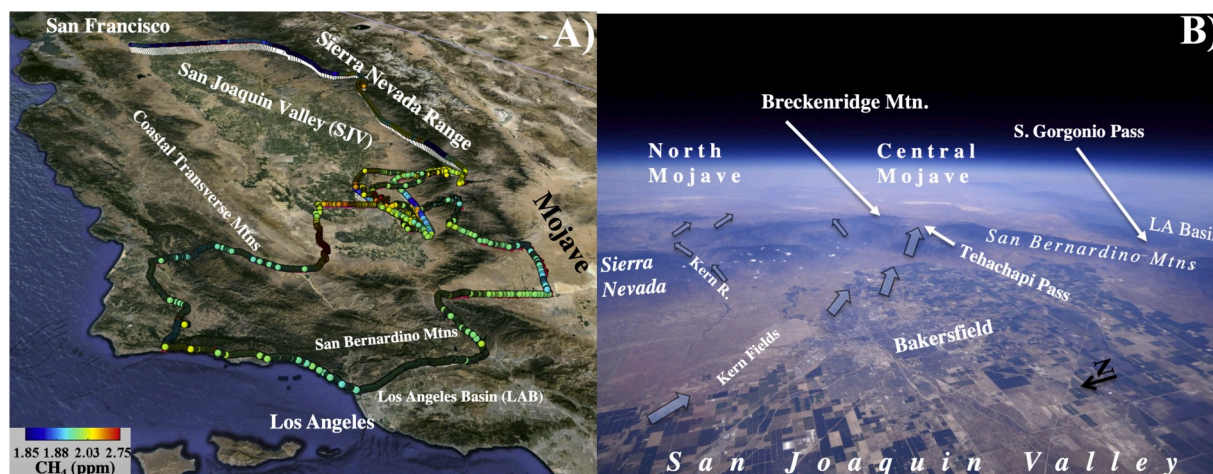 A)
San Francisco
Sierra Nevada Range
San Joaquin Valley (SJV)
Coastal Transverse Mtns
Mojave
San Bernardino Mtns
Los Angeles Basin (LAB)
Los Angeles
1.85 1.88 2.03 2.75
CH4 (ppm)
B)
Breckenridge Mtn.
S. Gorgonio Pass
North
Mojave
Central
Mojave
LA Basin
San Bernardino Mtns
Sierra
Nevada
Kern R.
Tehachapi Pass
Kern Fields
Bakersfield
N
San Joaquin Valley